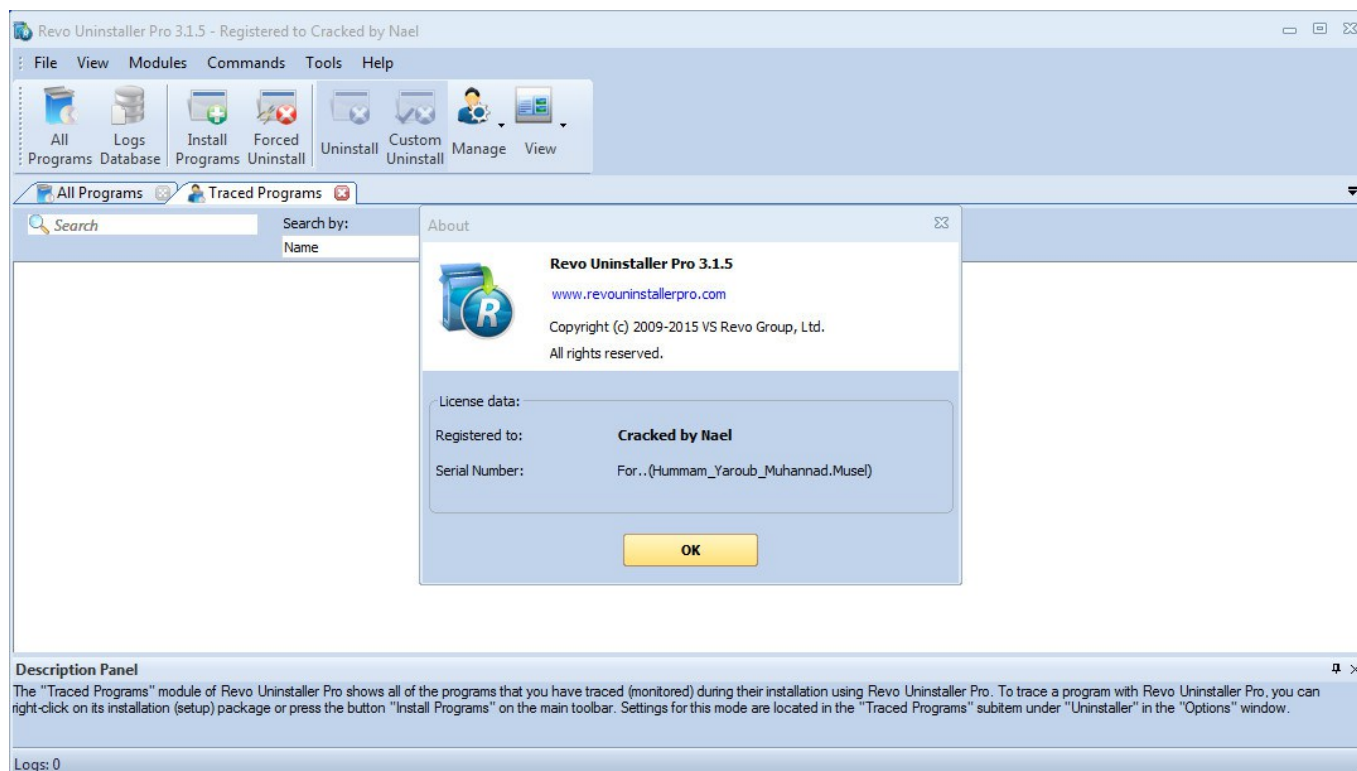 Revo Uninstaller Pro 3.1.5 - Registered to Cracked by Nael
File View Modules Commands Tools Help
All Programs
Logs Database
Install Programs
Forced Uninstall
Uninstall
Custom Uninstall
Manage
View
All Programs
Traced Programs
Search
Search by:
Name
About
Revo Uninstaller Pro 3.1.5
www.revouninstallerpro.com
Copyright (c) 2009-2015 VS Revo Group, Ltd.
All rights reserved.
R
License data:
Registered to: Cracked by Nael
Serial Number: For..(Hummam_Yaroub_Muhannad.Musel)
OK
Description Panel
The "Traced Programs" module of Revo Uninstaller Pro shows all of the programs that you have traced (monitored) during their installation using Revo Uninstaller Pro. To trace a program with Revo Uninstaller Pro, you can
right-click on its installation (setup) package or press the button "Install Programs" on the main toolbar. Settings for this mode are located in the "Traced Programs" subitem under "Uninstaller" in the "Options" window.
Logs: 0